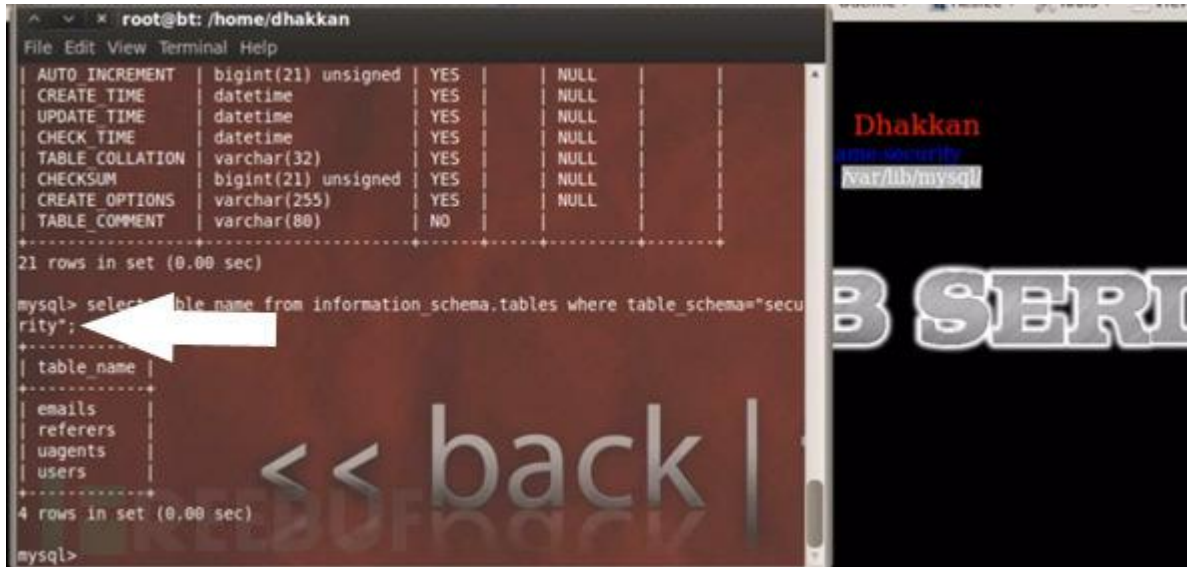 root@bt: /home/dhakkan
File Edit View Terminal Help
| AUTO_INCREMENT | bigint(21) unsigned | YES | | NULL | | |
| CREATE_TIME | datetime | YES | | NULL | | |
| UPDATE_TIME | datetime | YES | | NULL | | |
| CHECK_TIME | datetime | YES | | NULL | | |
| TABLE_COLLATION | varchar(32) | YES | | NULL | | |
| CHECKSUM | bigint(21) unsigned | YES | | NULL | | |
| CREATE_OPTIONS | varchar(255) | YES | | NULL | | |
| TABLE_COMMENT | varchar(80) | NO | | | | |
21 rows in set (0.00 sec)
mysql> select name from information_schema.tables where table_schema="secu
rity";
| table_name |
| emails |
| referers |
| uagents |
| users |
4 rows in set (0.00 sec)
mysql>
<< back |
REEBUF
Dhakkan
security
/var/lib/mysql/
B SERI